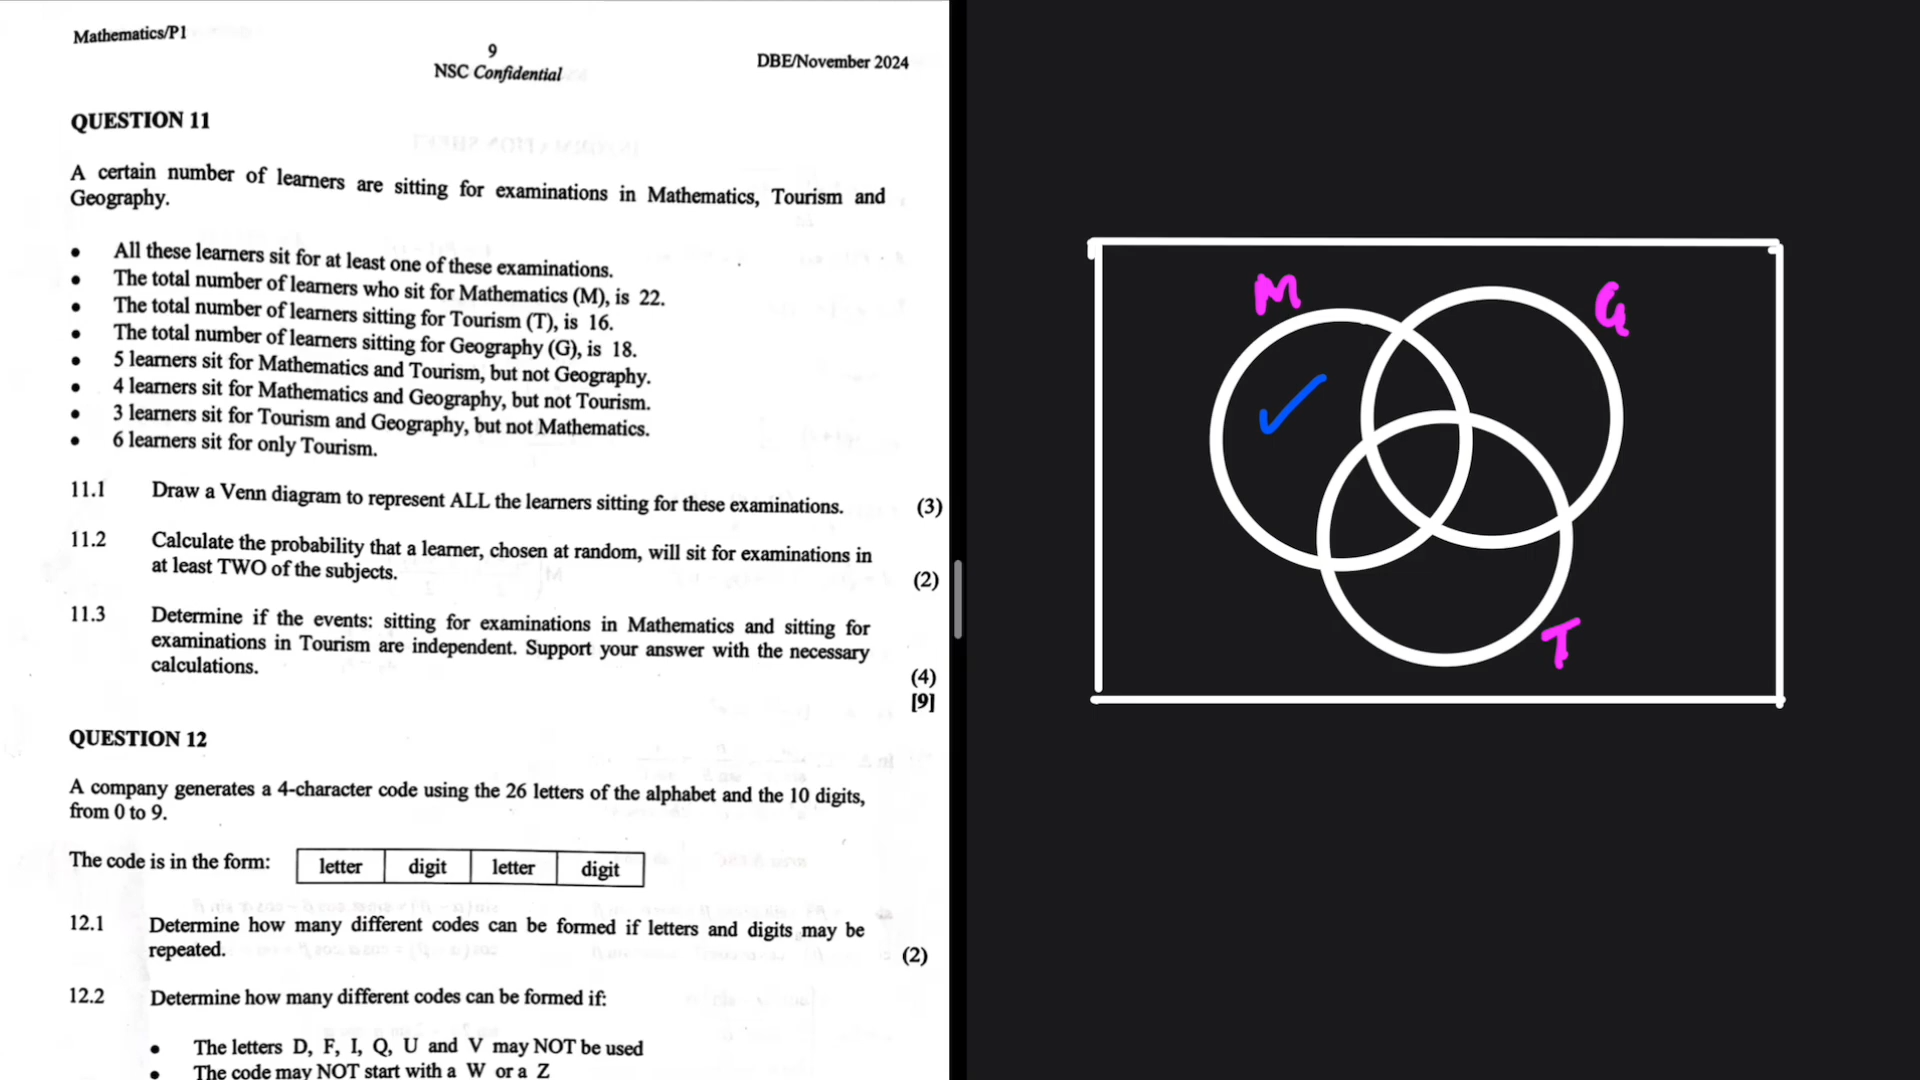 Mathematics/P1
9
NSC Confidential
DBE/November 2024
QUESTION 11
A certain number of learners are sitting for examinations in Mathematics, Tourism and
Geography.
• All these learners sit for at least one of these examinations.
• The total number of learners who sit for Mathematics (M), is 22.
• The total number of learners sitting for Tourism (T), is 16.
• The total number of learners sitting for Geography (G), is 18.
• 5 learners sit for Mathematics and Tourism, but not Geography.
• 4 learners sit for Mathematics and Geography, but not Tourism.
• 3 learners sit for Tourism and Geography, but not Mathematics.
• 6 learners sit for only Tourism.
11.1 Draw a Venn diagram to represent ALL the learners sitting for these examinations. (3)
11.2 Calculate the probability that a learner, chosen at random, will sit for examinations in
at least TWO of the subjects. (2)
11.3 Determine if the events: sitting for examinations in Mathematics and sitting for
examinations in Tourism are independent. Support your answer with the necessary
calculations. (4)
[9]
QUESTION 12
A company generates a 4-character code using the 26 letters of the alphabet and the 10 digits,
from 0 to 9.
The code is in the form: letter digit letter digit
12.1 Determine how many different codes can be formed if letters and digits may be
repeated. (2)
12.2 Determine how many different codes can be formed if:
• The letters D, F, I, Q, U and V may NOT be used
• The code may NOT start with a W or a Z
M
G
T